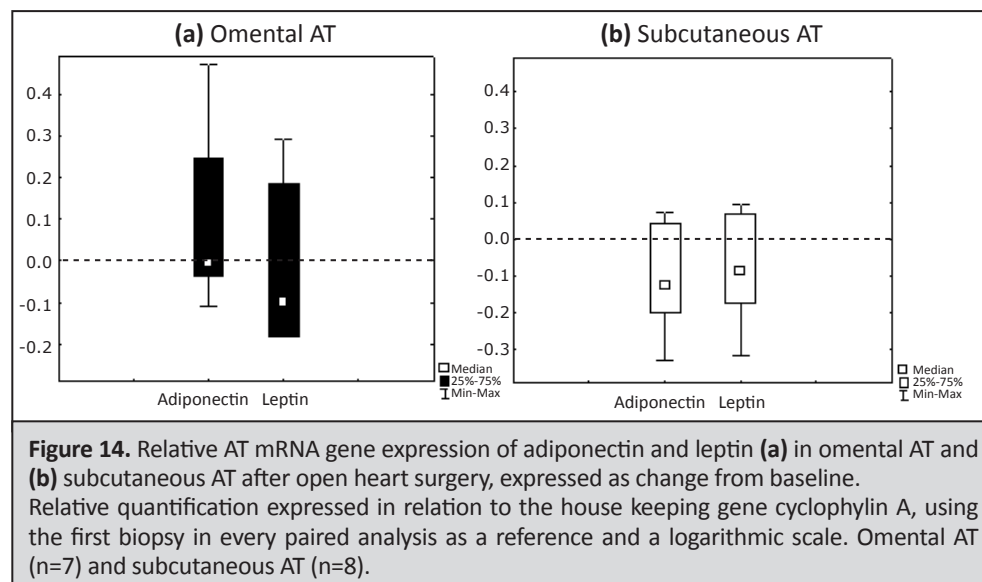 (a) Omental AT
0.4
0.3
0.2
0.1
0.0
-0.1
-0.2
Adiponectin Leptin
Median
25%-75%
Min-Max
(b) Subcutaneous AT
0.4
0.3
0.2
0.1
0.0
-0.1
-0.2
-0.3
Adiponectin Leptin
Median
25%-75%
Min-Max
Figure 14. Relative AT mRNA gene expression of adiponectin and leptin (a) in omental AT and
(b) subcutaneous AT after open heart surgery, expressed as change from baseline.
Relative quantification expressed in relation to the house keeping gene cyclophylin A, using
the first biopsy in every paired analysis as a reference and a logarithmic scale. Omental AT
(n=7) and subcutaneous AT (n=8).